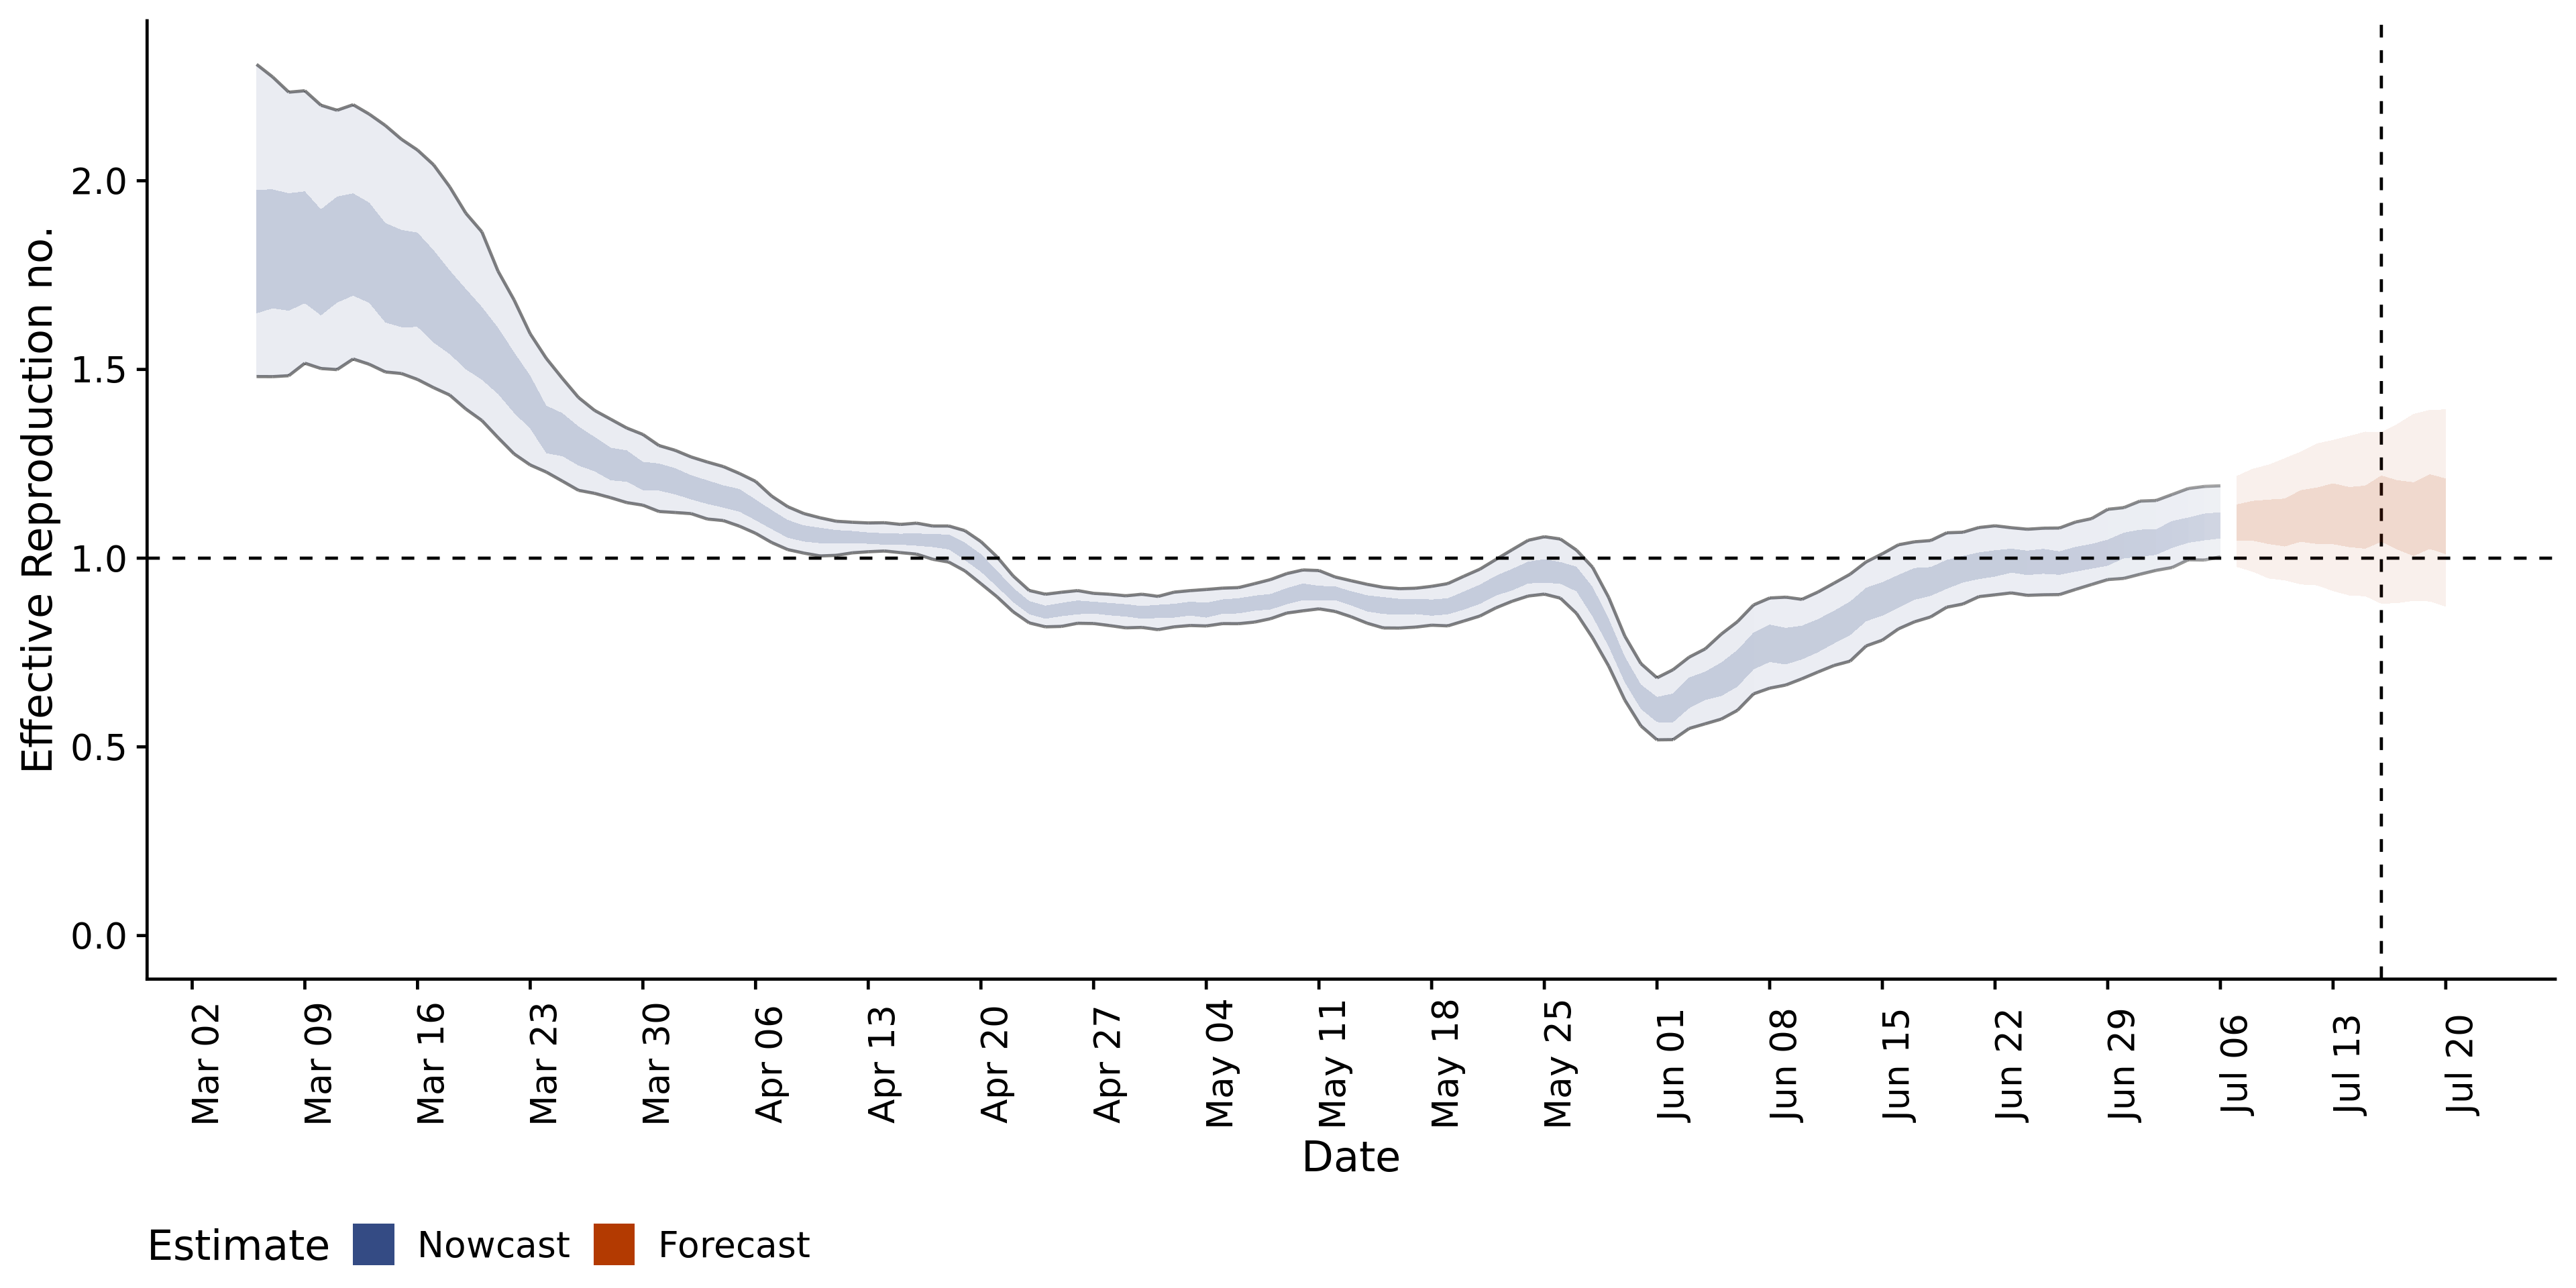 Effective Reproduction no.
2.0
1.5
1.0
0.5
0.0
Mar 02
Mar 09
Mar 16
Mar 23
Mar 30
Apr 06
Apr 13
Apr 20
Apr 27
May 04
May 11
May 18
May 25
Jun 01
Jun 08
Jun 15
Jun 22
Jun 29
Jul 06
Jul 13
Jul 20
Date
Estimate Nowcast Forecast